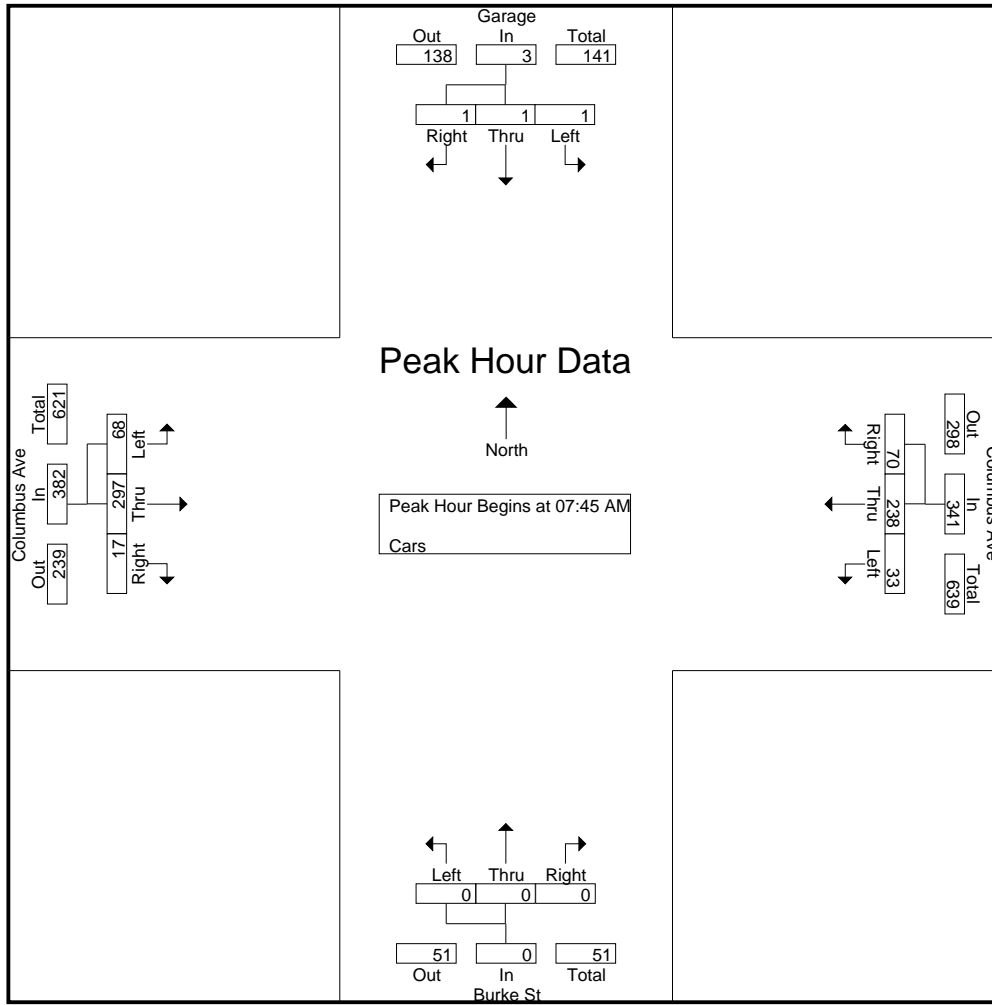 Garage
Out In Total
138 3 141
1 1 1
Right Thru Left
Peak Hour Data
North
Peak Hour Begins at 07:45 AM
Cars
Columbus Ave
Total In Out
621 382 239
68 297 17
Left Thru Right
Right Thru Left
70 238 33
298 341 639
Out In Total
Columbus Ave
Left Thru Right
0 0 0
51 0 51
Out In Total
Burke St